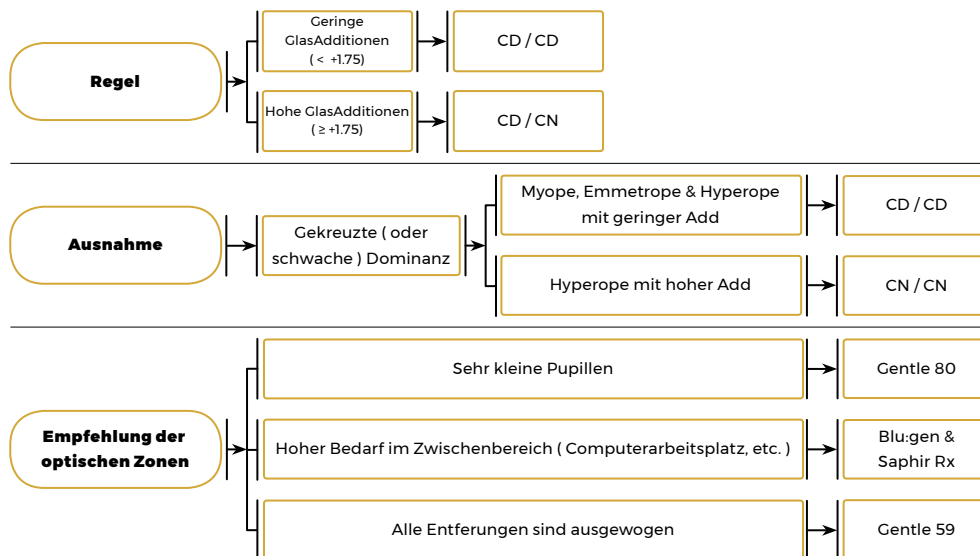 Regel
Geringe
GlasAdditionen
( < +1.75)
CD / CD
Hohe GlasAdditionen
( ≥ +1.75)
CD / CN
Ausnahme
Gekreuzte ( oder
schwache ) Dominanz
Myope, Emmetrope & Hyperope
mit geringer Add
CD / CD
Hyperope mit hoher Add
CN / CN
Empfehlung der
optischen Zonen
Sehr kleine Pupillen
Gentle 80
Hoher Bedarf im Zwischenbereich ( Computerarbeitsplatz, etc. )
Blu:gen &
Saphir Rx
Alle Entferungen sind ausgewogen
Gentle 59